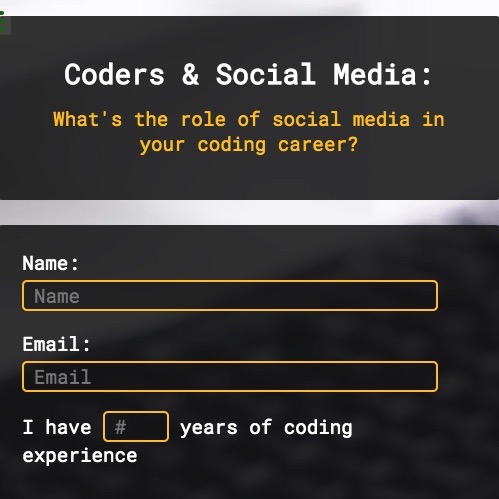 Coders & Social Media:
What's the role of social media in
your coding career?
Name:
Name
Email:
Email
I have # years of coding
experience